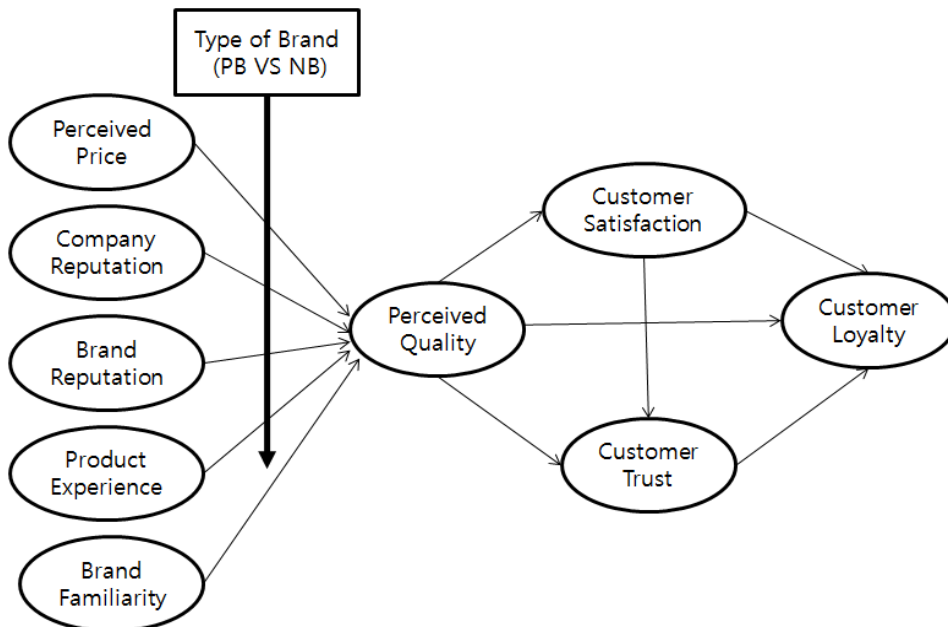 Type of Brand
(PB VS NB)
Perceived
Price
Company
Reputation
Brand
Reputation
Product
Experience
Brand
Familiarity
Perceived
Quality
Customer
Satisfaction
Customer
Trust
Customer
Loyalty